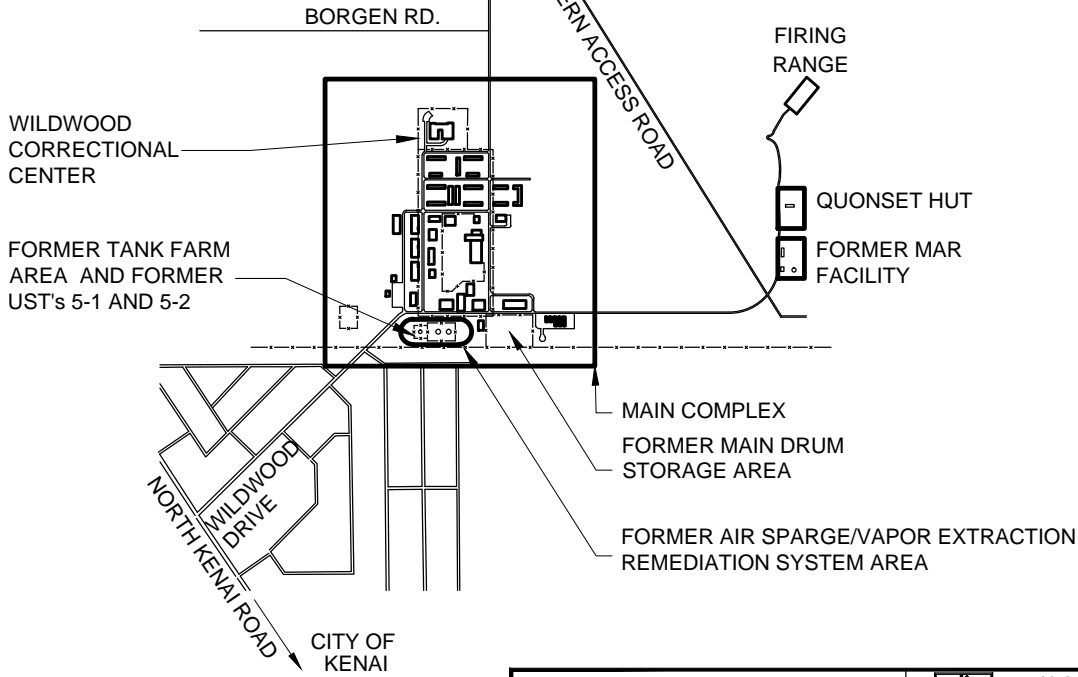 BORGEN RD.
ERN ACCESS ROAD
FIRING
RANGE
WILDWOOD
CORRECTIONAL
CENTER
QUONSET HUT
FORMER TANK FARM
AREA AND FORMER
UST's 5-1 AND 5-2
FORMER MAR
FACILITY
MAIN COMPLEX
FORMER MAIN DRUM
STORAGE AREA
WILDWOOD
DRIVE
NORTH KENAI ROAD
FORMER AIR SPARGE/VAPOR EXTRACTION
REMEDIATION SYSTEM AREA
CITY OF
KENAI